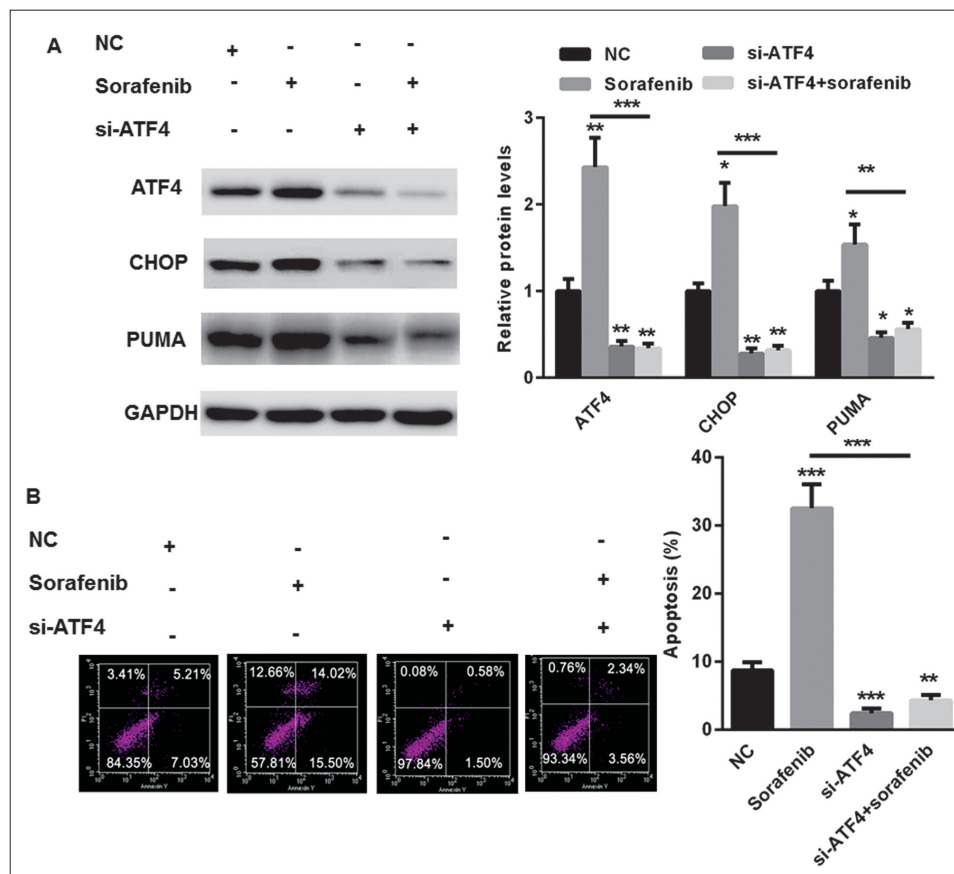 A
NC + - - -
Sorafenib - + - +
si-ATF4 - - + +
ATF4
CHOP
PUMA
GAPDH
NC
si-ATF4
Sorafenib
si-ATF4+sorafenib
Relative protein levels
3
2
1
0
** *** ** **
* *** ** **
* ** * *
ATF4
CHOP
PUMA
B
NC + - - -
Sorafenib - + - +
si-ATF4 - - + +
3.41% 5.21%
84.35% 7.03%
12.66% 14.02%
57.81% 15.50%
0.08% 0.58%
97.84% 1.50%
0.76% 2.34%
93.34% 3.56%
Apoptosis (%)
40
30
20
10
0
*** *** *** **
NC
Sorafenib
si-ATF4
si-ATF4+sorafenib